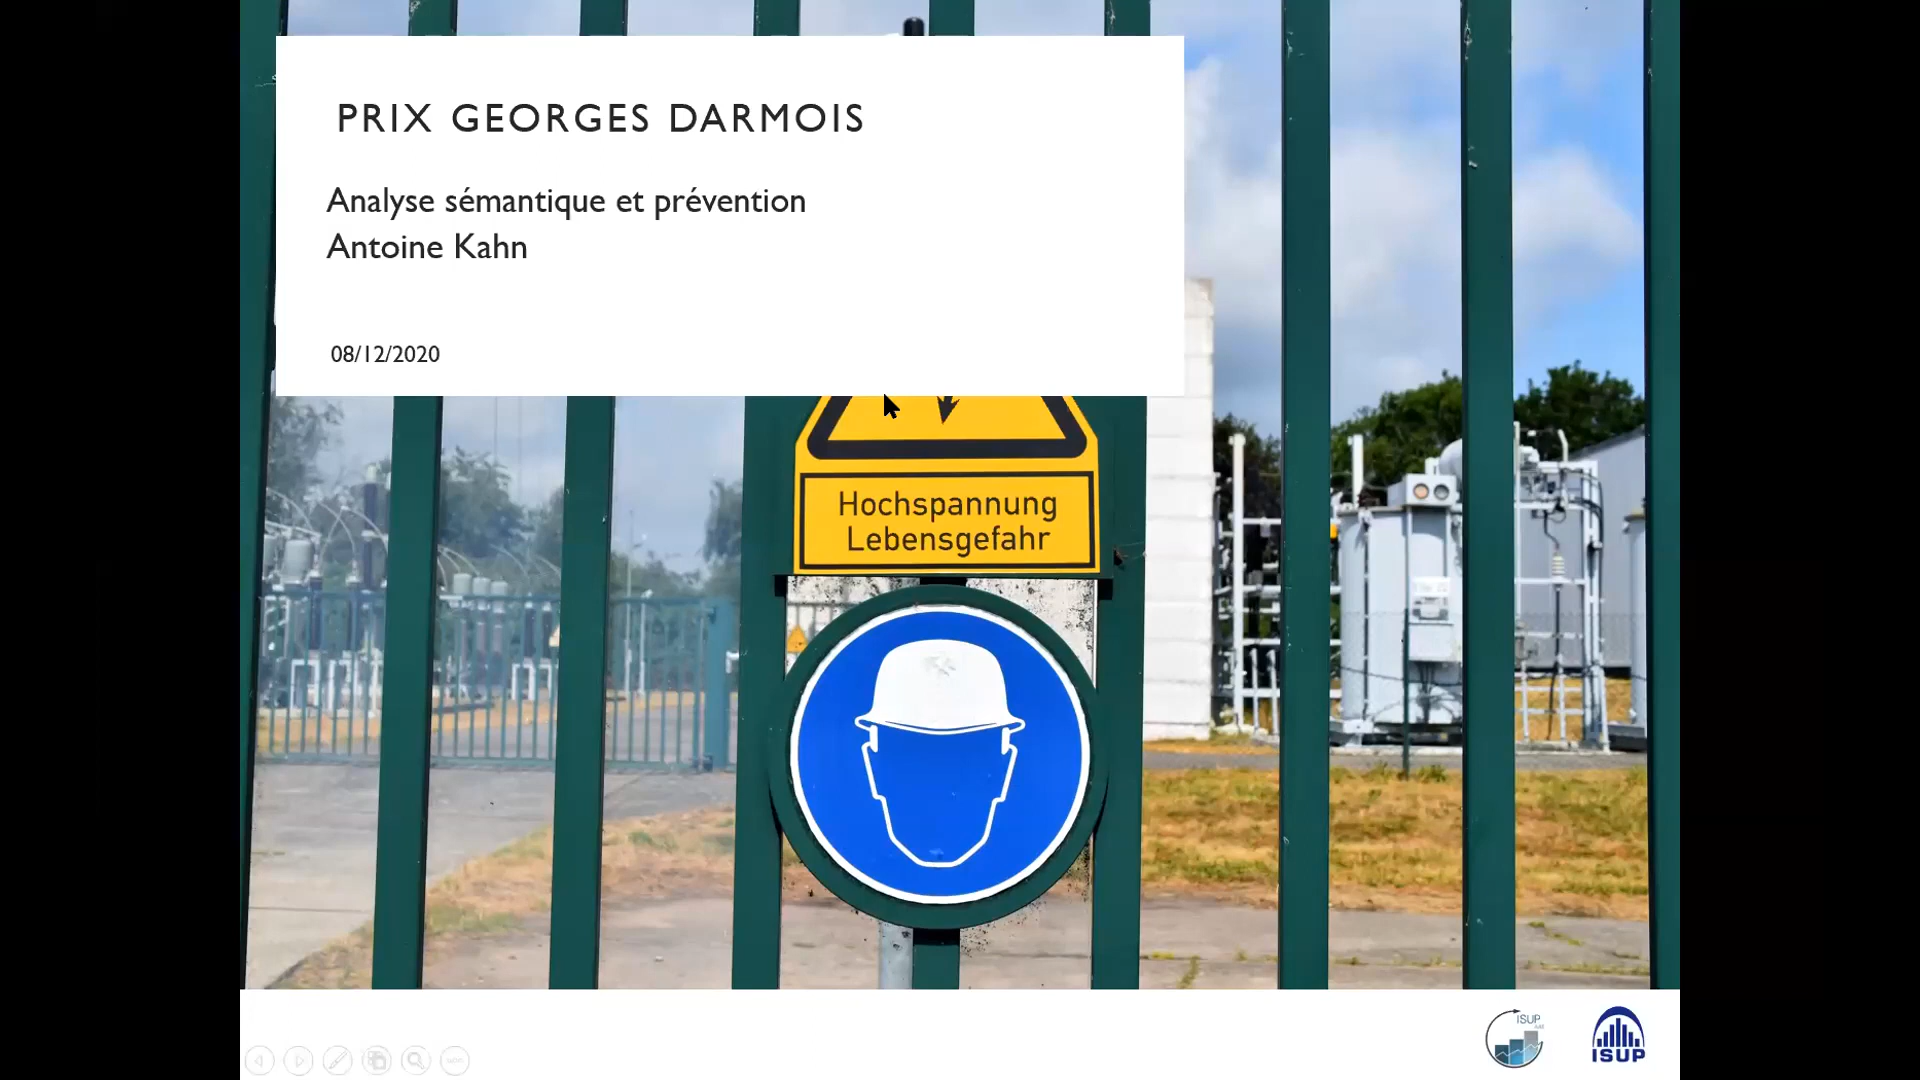 PRIX GEORGES DARMOIS
Analyse sémantique et prévention
Antoine Kahn
08/12/2020
Hochspannung
Lebensgefahr
ISUP
ISUP